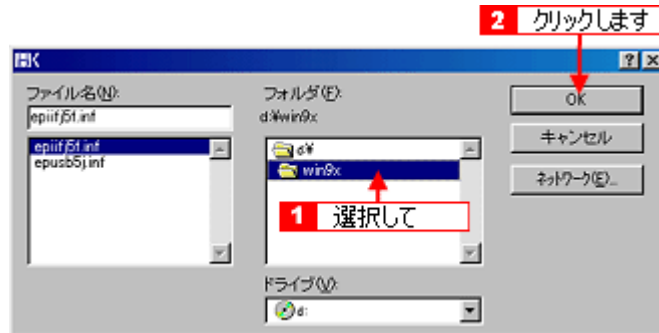 2 クリックします
開く
ファイル名(N):
epiifj5f.inf
epiifj5f.inf
epusb5j.inf
フォルダ(F):
d:¥win9x
d:¥
win9x
1 選択して
ドライブ(V):
d:
OK
キャンセル
ネットワーク(E)...